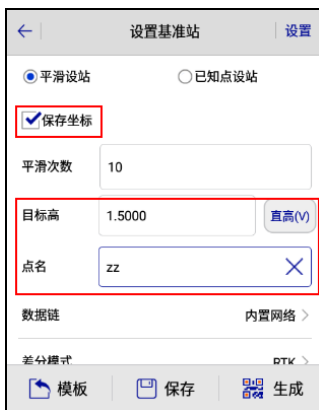 设置基准站 设置
平滑设站 已知点设站
保存坐标
平滑次数 10
目标高 1.5000 直高(V)
点名 zz
数据链 内置网络
差分模式 RTK
模板 保存 生成